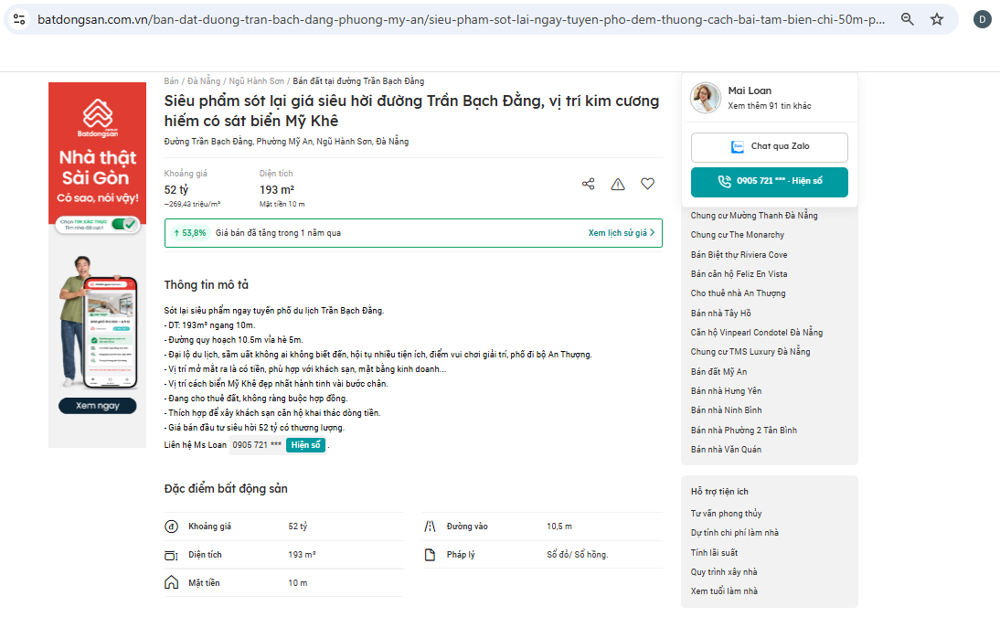 batdongsan.com.vn/ban-dat-duong-tran-bach-dang-phuong-my-an/sieu-pham-sot-lai-ngay-tuyen-pho-dem-thuong-cach-bai-tam-bien-chi-50m-p...
D
Batdongsan
Nhà thật
Sài Gòn
Có sao, nói vậy!
Chọn TIN XÁC THỰC
Tìm nhà dễ cực!
Xem ngay
Bán / Đà Nẵng / Ngũ Hành Sơn / Bán đất tại đường Trần Bạch Đằng
Siêu phẩm sót lại giá siêu hời đường Trần Bạch Đằng, vị trí kim cương
hiếm có sát biển Mỹ Khê
Đường Trần Bạch Đằng, Phường Mỹ An, Ngũ Hành Sơn, Đà Nẵng
Khoảng giá
52 tỷ
~269,43 triệu/m²
Diện tích
193 m²
Mặt tiền 10 m
53,8% Giá bán đã tăng trong 1 năm qua
Xem lịch sử giá
Thông tin mô tả
Sót lại siêu phẩm ngay tuyến phố du lịch Trần Bạch Đằng.
- DT: 193m² ngang 10m.
- Đường quy hoạch 10.5m vỉa hè 5m.
- Đại lộ du lịch, sầm uất không ai không biết đến, hội tụ nhiều tiện ích, điểm vui chơi giải trí, phố đi bộ An Thượng.
- Vị trí mở mắt ra là có tiền, phù hợp với khách sạn, mặt bằng kinh doanh...
- Vị trí cách biển Mỹ Khê đẹp nhất hành tinh vài bước chân.
- Đang cho thuê đất, không ràng buộc hợp đồng.
- Thích hợp để xây khách sạn căn hộ khai thác dòng tiền.
- Giá bán đầu tư siêu hời 52 tỷ có thương lượng.
Liên hệ Ms Loan 0905 721 *** Hiện số .
Đặc điểm bất động sản
Khoảng giá 52 tỷ
Diện tích 193 m²
Mặt tiền 10 m
Đường vào 10,5 m
Pháp lý Sổ đỏ/ Sổ hồng.
Mai Loan
Xem thêm 91 tin khác
Zalo
Chat qua Zalo
0905 721 *** · Hiện số
Chung cư Mường Thanh Đà Nẵng
Chung cư The Monarchy
Bán Biệt thự Riviera Cove
Bán căn hộ Feliz En Vista
Cho thuê nhà An Thượng
Bán nhà Tây Hồ
Căn hộ Vinpearl Condotel Đà Nẵng
Chung cư TMS Luxury Đà Nẵng
Bán đất Mỹ An
Bán nhà Hưng Yên
Bán nhà Ninh Bình
Bán nhà Phường 2 Tân Bình
Bán nhà Văn Quán
Hỗ trợ tiện ích
Tư vấn phong thủy
Dự tính chi phí làm nhà
Tính lãi suất
Quy trình xây nhà
Xem tuổi làm nhà